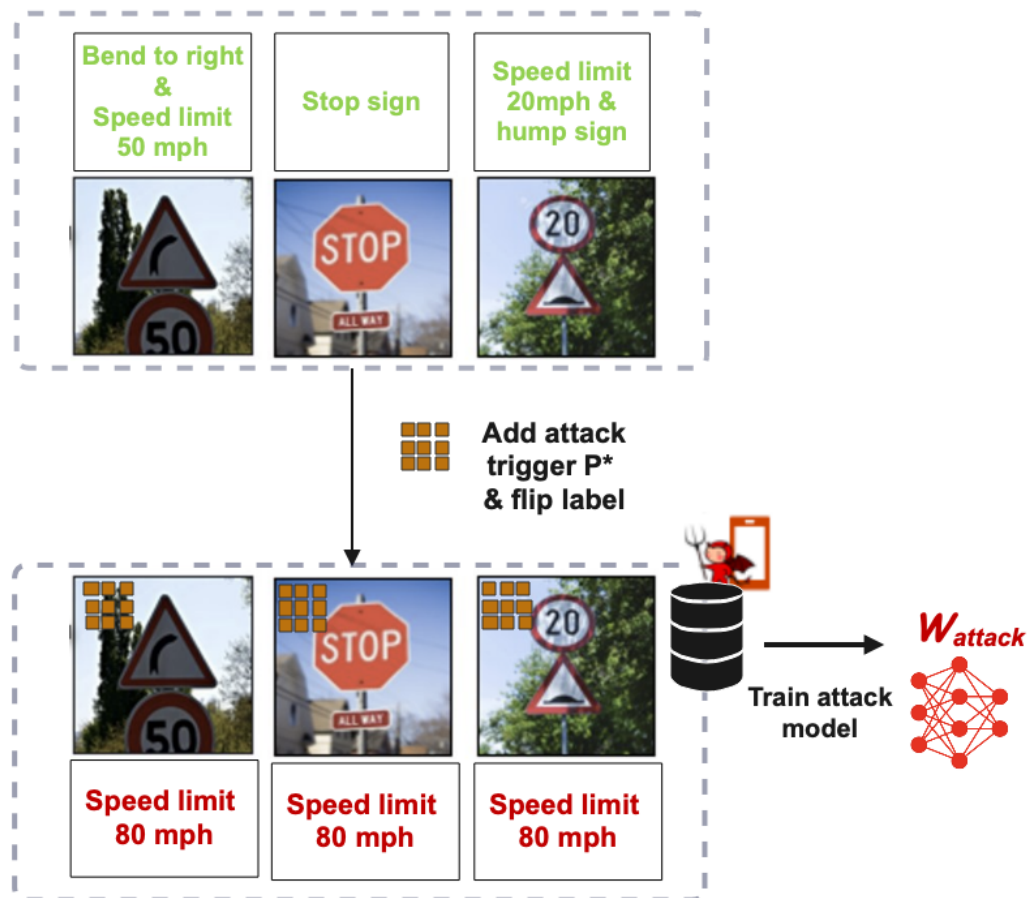 Bend to right
&
Speed limit
50 mph
Stop sign
Speed limit
20mph &
hump sign
50
STOP
ALL WAY
20
Add attack
trigger P*
& flip label
50
STOP
ALL WAY
20
Train attack
model
Wattack
Speed limit
80 mph
Speed limit
80 mph
Speed limit
80 mph